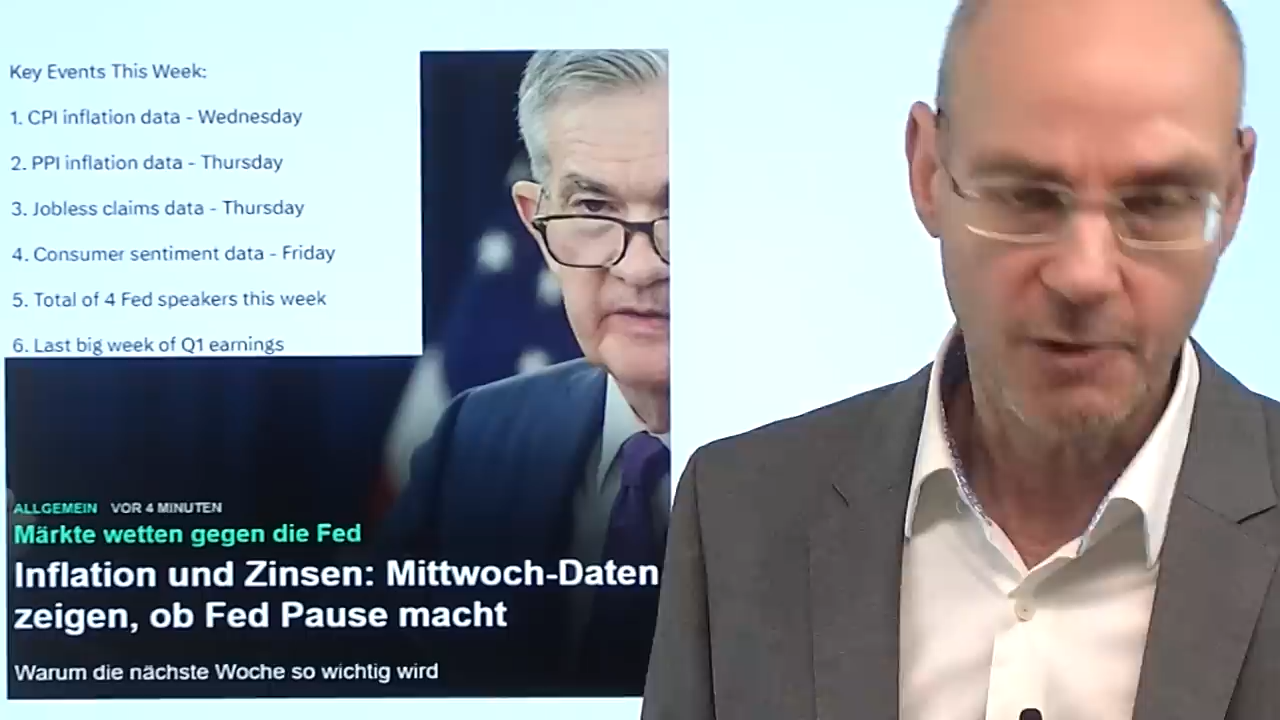 Key Events This Week:
1. CPI inflation data - Wednesday
2. PPI inflation data - Thursday
3. Jobless claims data - Thursday
4. Consumer sentiment data - Friday
5. Total of 4 Fed speakers this week
6. Last big week of Q1 earnings
ALLGEMEIN VOR 4 MINUTEN
Märkte wetten gegen die Fed
Inflation und Zinsen: Mittwoch-Daten
zeigen, ob Fed Pause macht
Warum die nächste Woche so wichtig wird